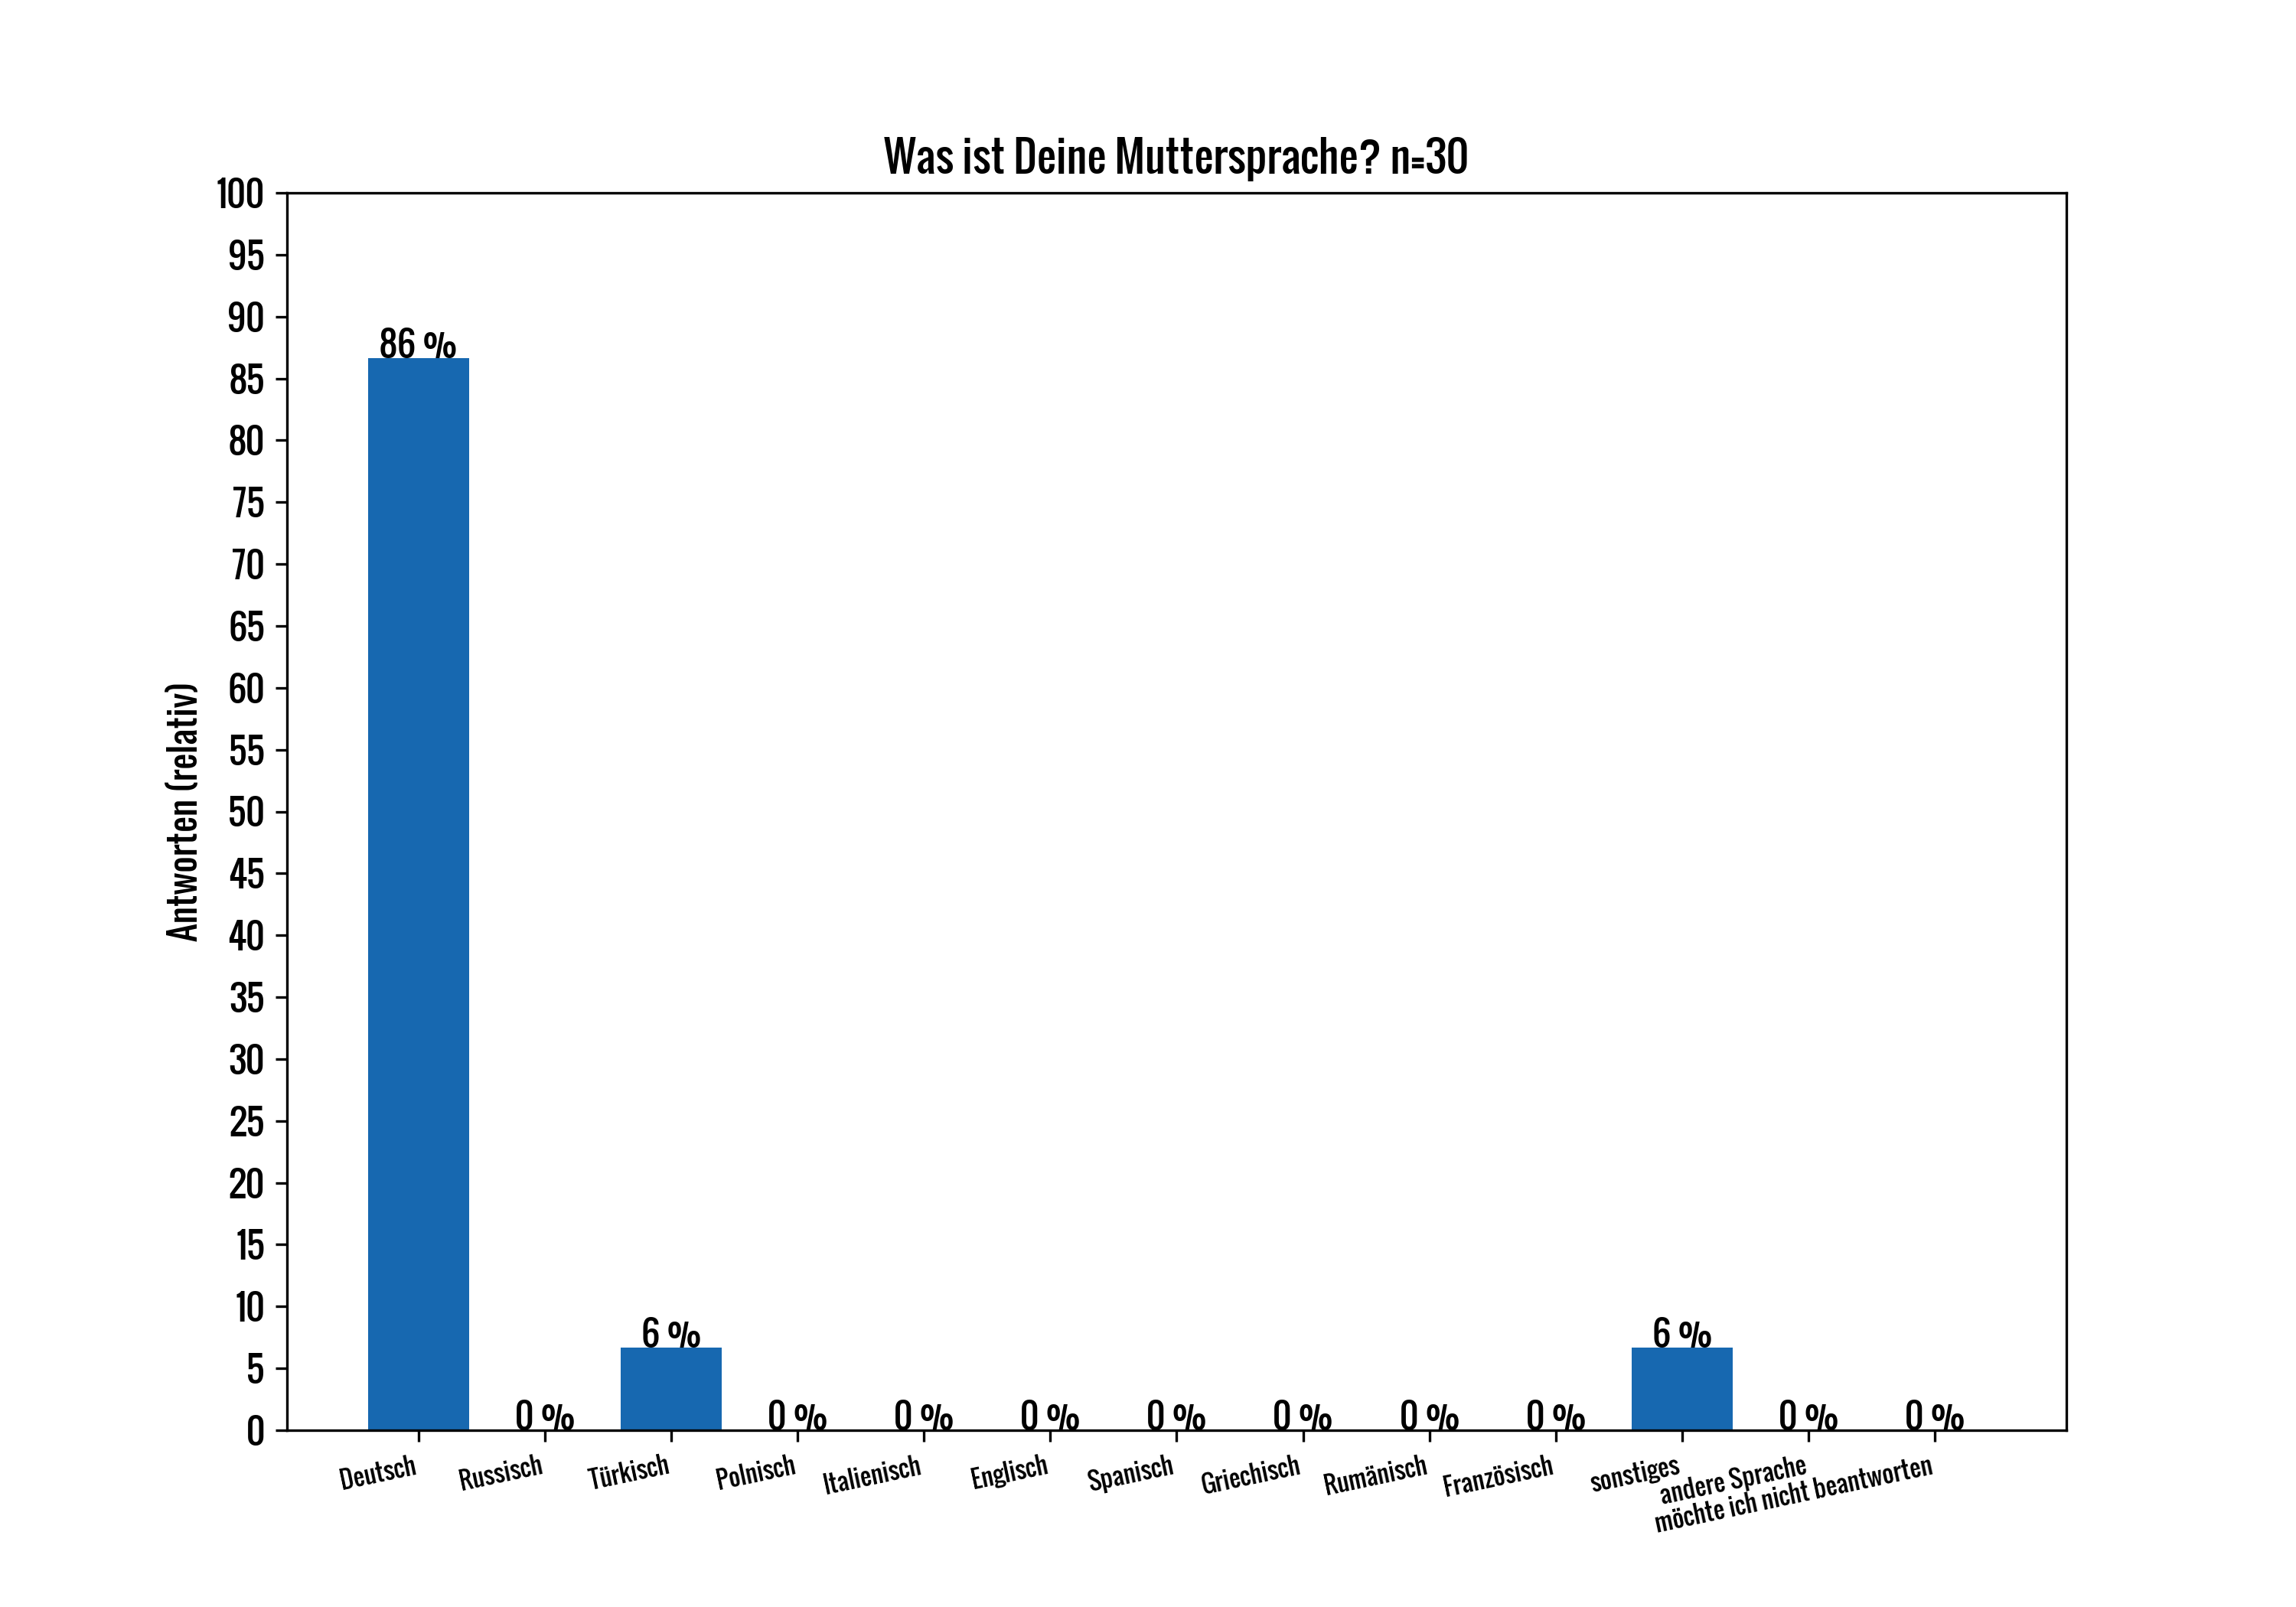 Was ist Deine Muttersprache? n=30
Antworten (relativ)
100
95
90
85
80
75
70
65
60
55
50
45
40
35
30
25
20
15
10
5
0
86 %
0 %
6 %
0 %
0 %
0 %
0 %
0 %
0 %
0 %
6 %
0 %
0 %
Deutsch
Russisch
Türkisch
Polnisch
Italienisch
Englisch
Spanisch
Griechisch
Rumänisch
Französisch
sonstiges
andere Sprache
möchte ich nicht beantworten